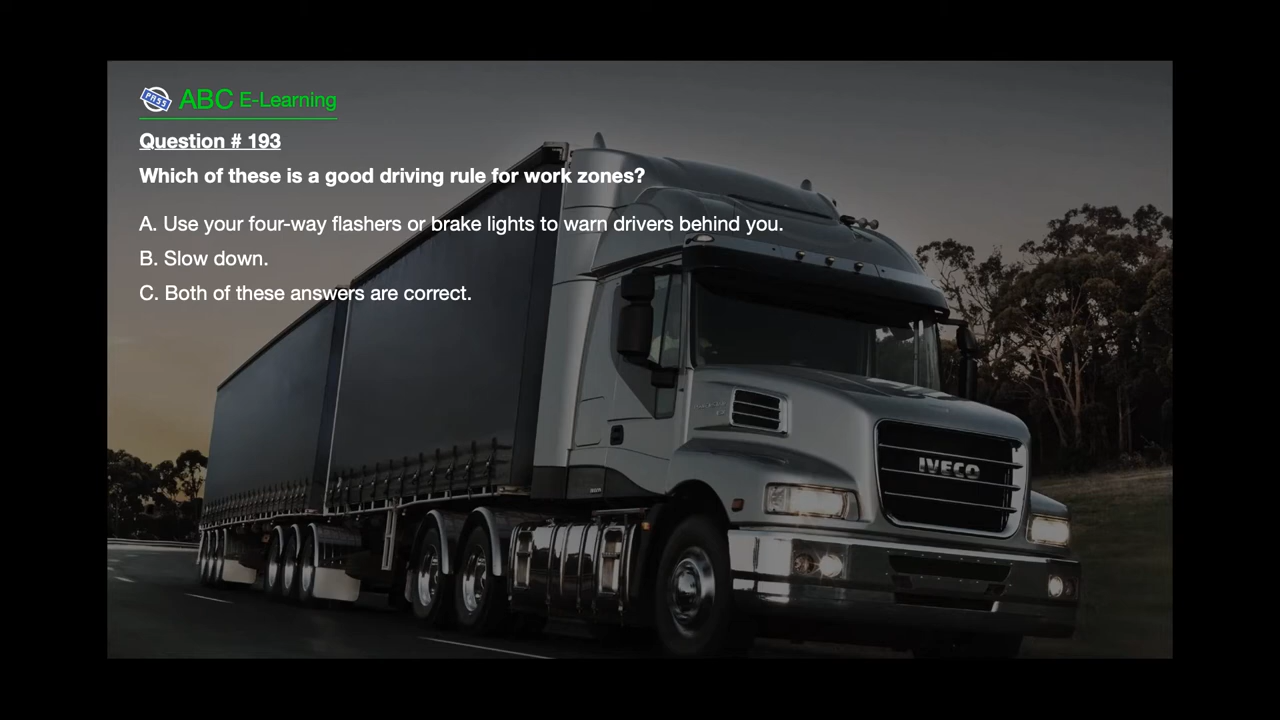 PASS
ABC E-Learning
Question # 193
Which of these is a good driving rule for work zones?
A. Use your four-way flashers or brake lights to warn drivers behind you.
B. Slow down.
C. Both of these answers are correct.
IVECO